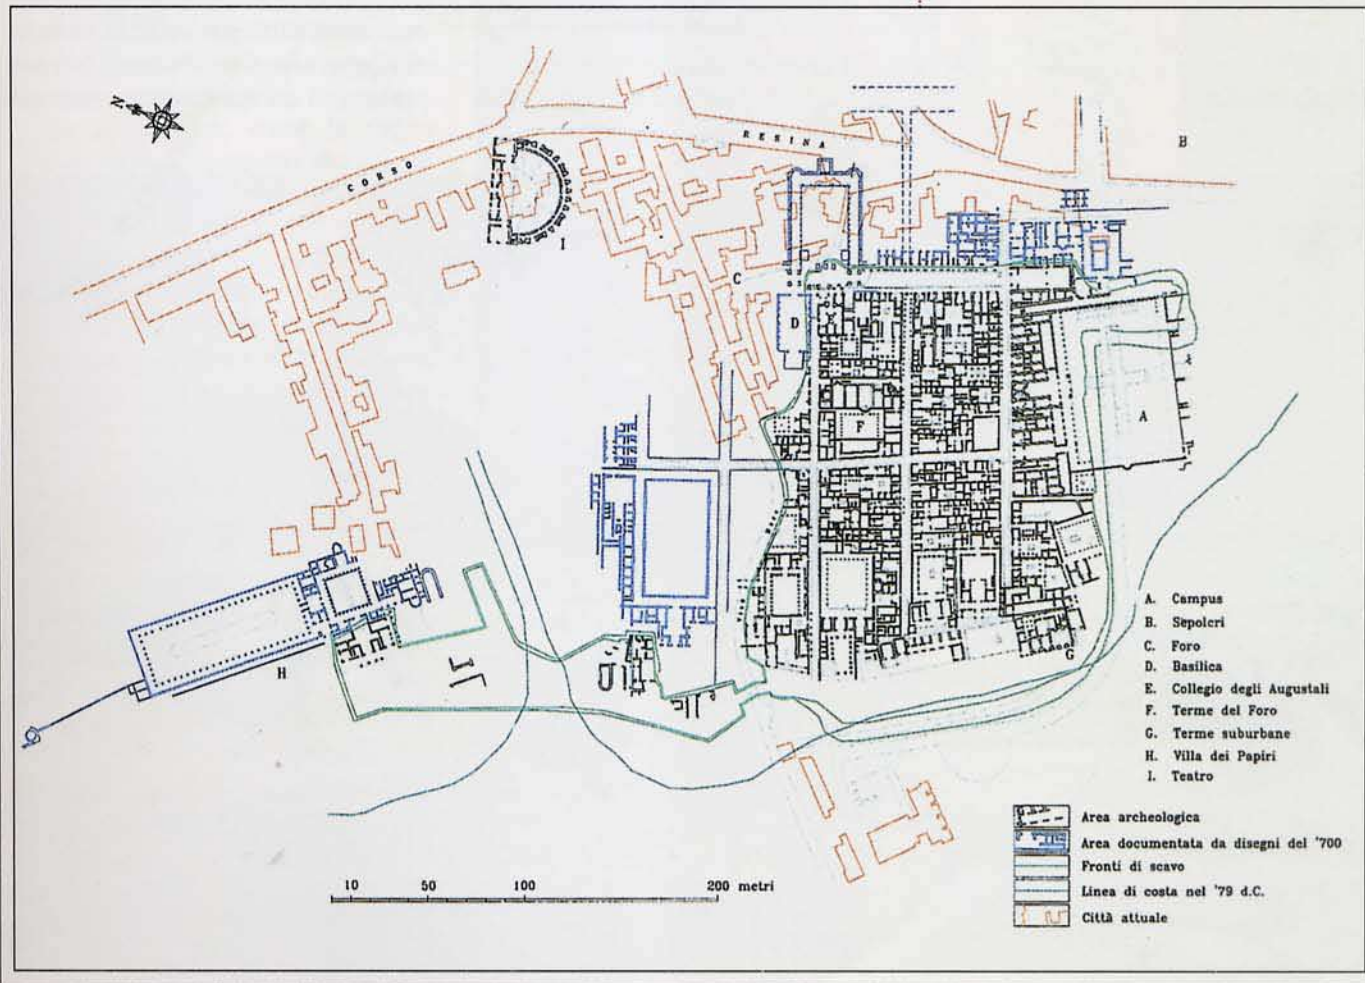 N
CORSO
RESINA
B
I
C
D
E
F
A
G
H
A. Campus
B. Sepolcri
C. Foro
D. Basilica
E. Collegio degli Augustali
F. Terme del Foro
G. Terme suburbane
H. Villa dei Papiri
I. Teatro
Area archeologica
Area documentata da disegni del '700
Fronti di scavo
Linea di costa nel '79 d.C.
Città attuale
10 50 100 200 metri